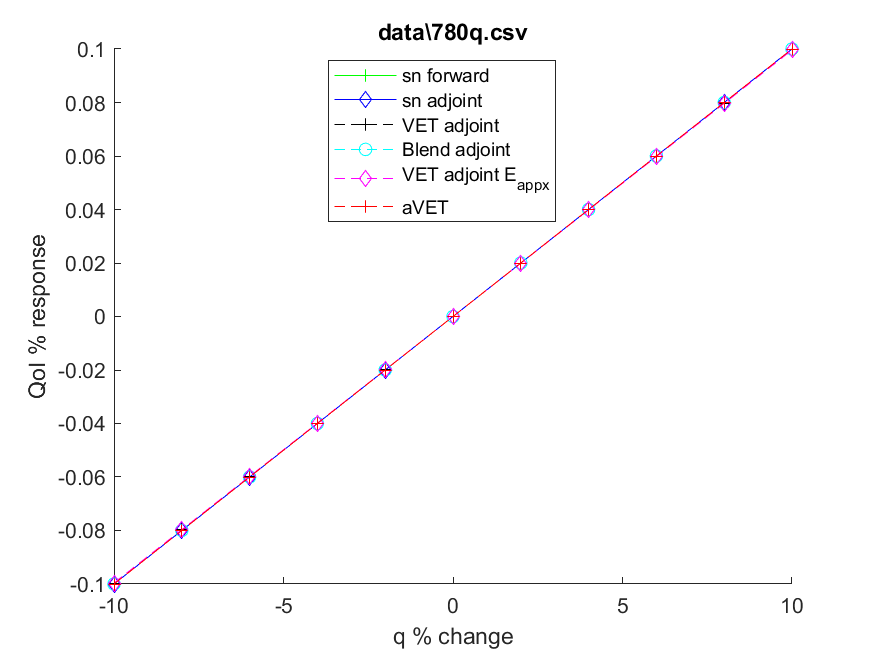 data\780q.csv
sn forward
sn adjoint
VET adjoint
Blend adjoint
VET adjoint E_appx
aVET
QoI % response
0.1
0.08
0.06
0.04
0.02
0
-0.02
-0.04
-0.06
-0.08
-0.1
-10
-5
0
5
10
q % change